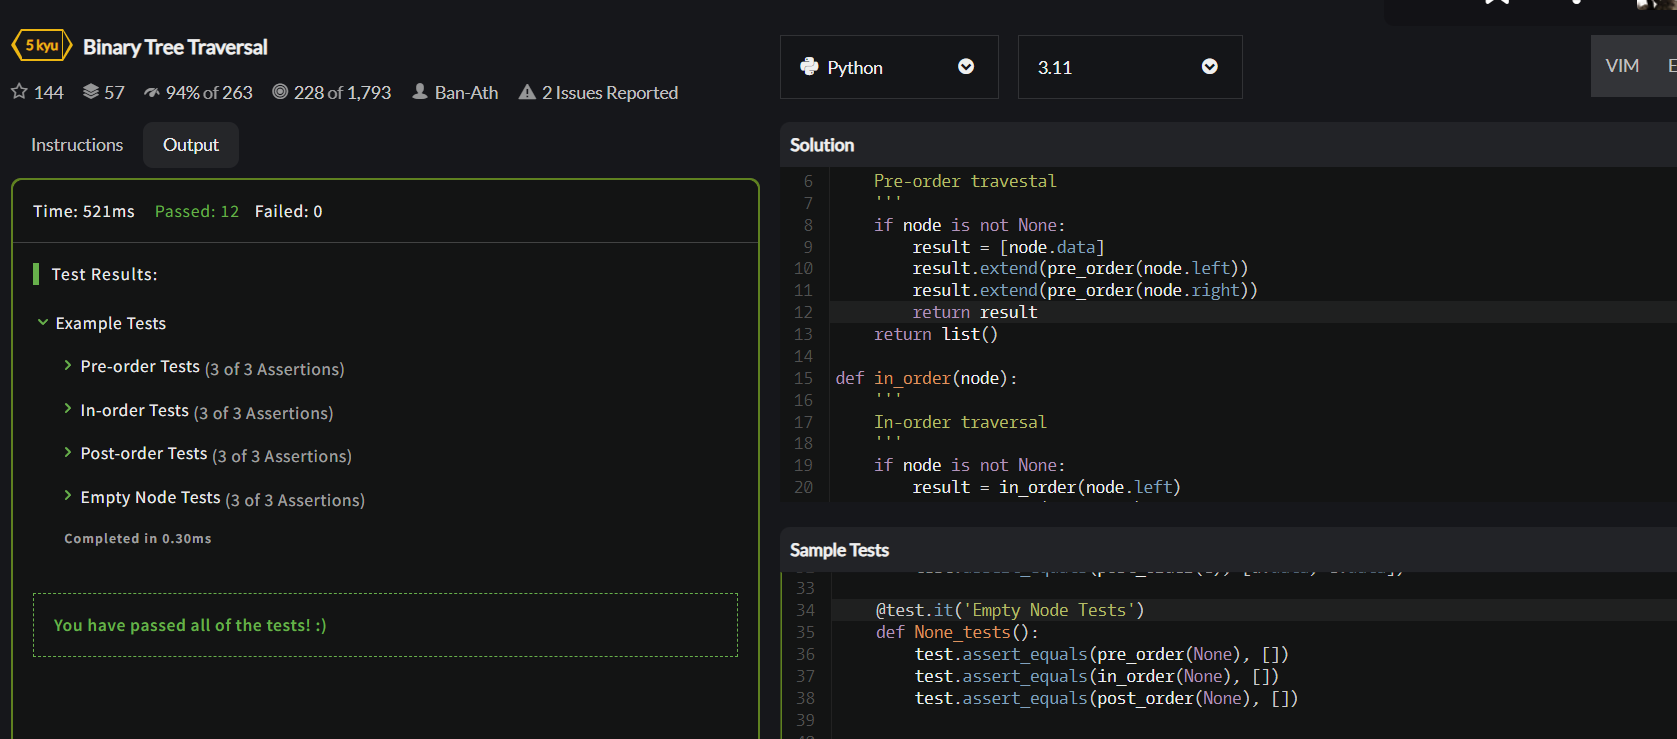 5 kyu Binary Tree Traversal
144 57 94% of 263 228 of 1,793 Ban-Ath 2 Issues Reported
Instructions Output
Time: 521ms Passed: 12 Failed: 0
Test Results:
Example Tests
Pre-order Tests (3 of 3 Assertions)
In-order Tests (3 of 3 Assertions)
Post-order Tests (3 of 3 Assertions)
Empty Node Tests (3 of 3 Assertions)
Completed in 0.30ms
You have passed all of the tests! :)
Python 3.11 VIM E
Solution
6 Pre-order travestal
7 '''
8 if node is not None:
9 result = [node.data]
10 result.extend(pre_order(node.left))
11 result.extend(pre_order(node.right))
12 return result
13 return list()
14
15 def in_order(node):
16 '''
17 In-order traversal
18 '''
19 if node is not None:
20 result = in_order(node.left)
Sample Tests
33
34 @test.it('Empty Node Tests')
35 def None_tests():
36 test.assert_equals(pre_order(None), [])
37 test.assert_equals(in_order(None), [])
38 test.assert_equals(post_order(None), [])
39